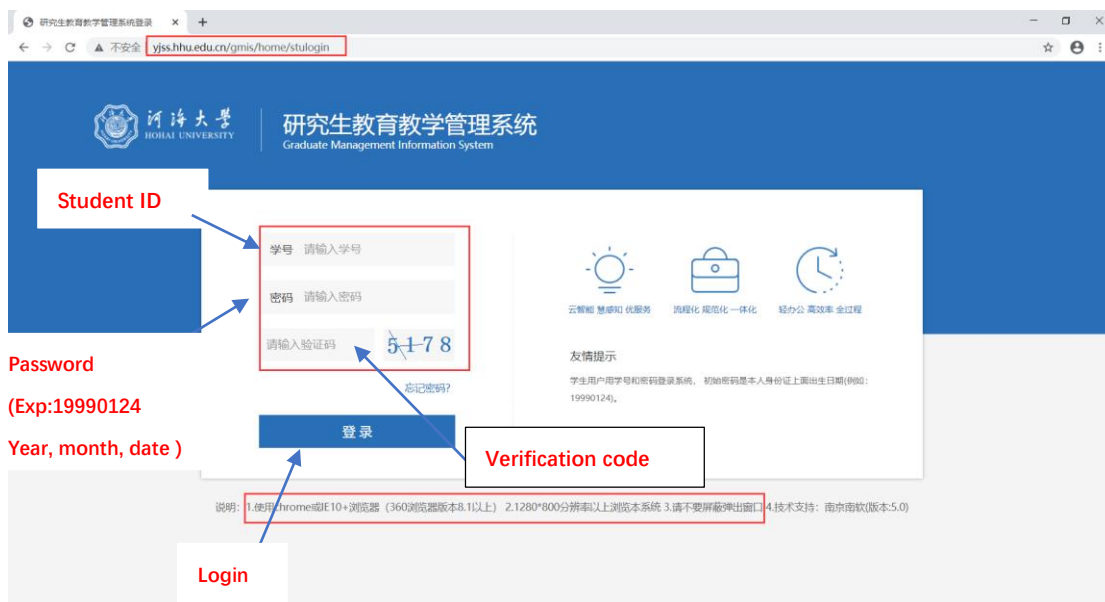 研究生教育教学管理系统登录
不安全 yjss.hhu.edu.cn/gmis/home/stulogin
河海大学
HOHAI UNIVERSITY
研究生教育教学管理系统
Graduate Management Information System
Student ID
学号 请输入学号
密码 请输入密码
请输入验证码 5178
忘记密码?
登录
Password
(Exp:19990124
Year, month, date )
Verification code
Login
云智能 慧感知 优服务
流程化 规范化 一体化
轻办公 高效率 全过程
友情提示
学生用户用学号和密码登录系统, 初始密码是本人身份证上面出生日期(例如:
19990124)。
说明: 1.使用chrome或IE10+浏览器 (360浏览器版本8.1以上) 2.1280*800分辨率以上浏览本系统 3.请不要屏蔽弹出窗口 4.技术支持: 南京南软(版本:5.0)